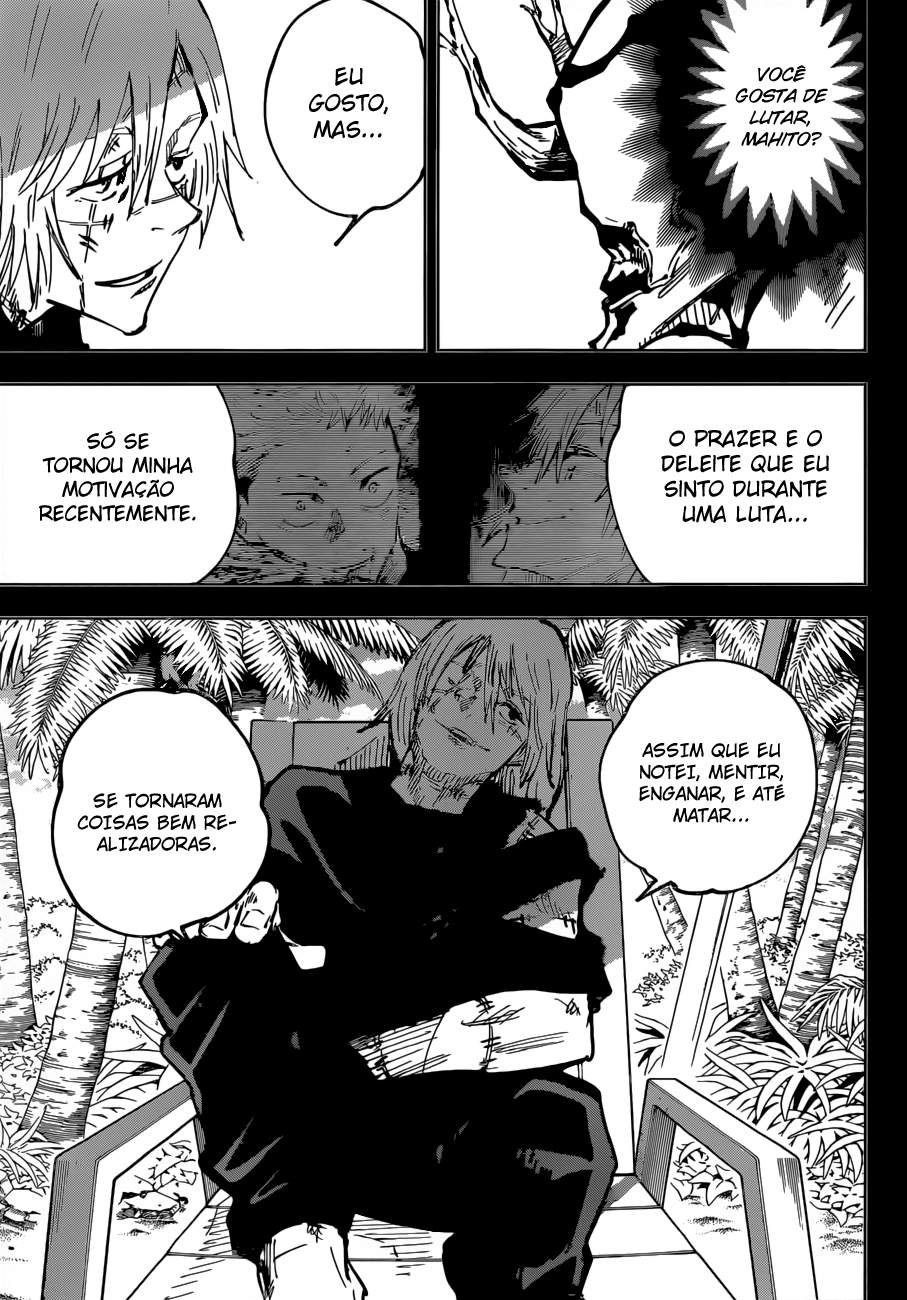 VOCÊ
GOSTA DE
LUTAR,
MAHITO?
EU
GOSTO,
MAS...
O PRAZER E O
DELEITE QUE EU
SINTO DURANTE
UMA LUTA...
SÓ SE
TORNOU MINHA
MOTIVAÇÃO
RECENTEMENTE.
ASSIM QUE EU
NOTEI, MENTIR,
ENGANAR, E ATÉ
MATAR...
SE TORNARAM
COISAS BEM RE-
ALIZADORAS.